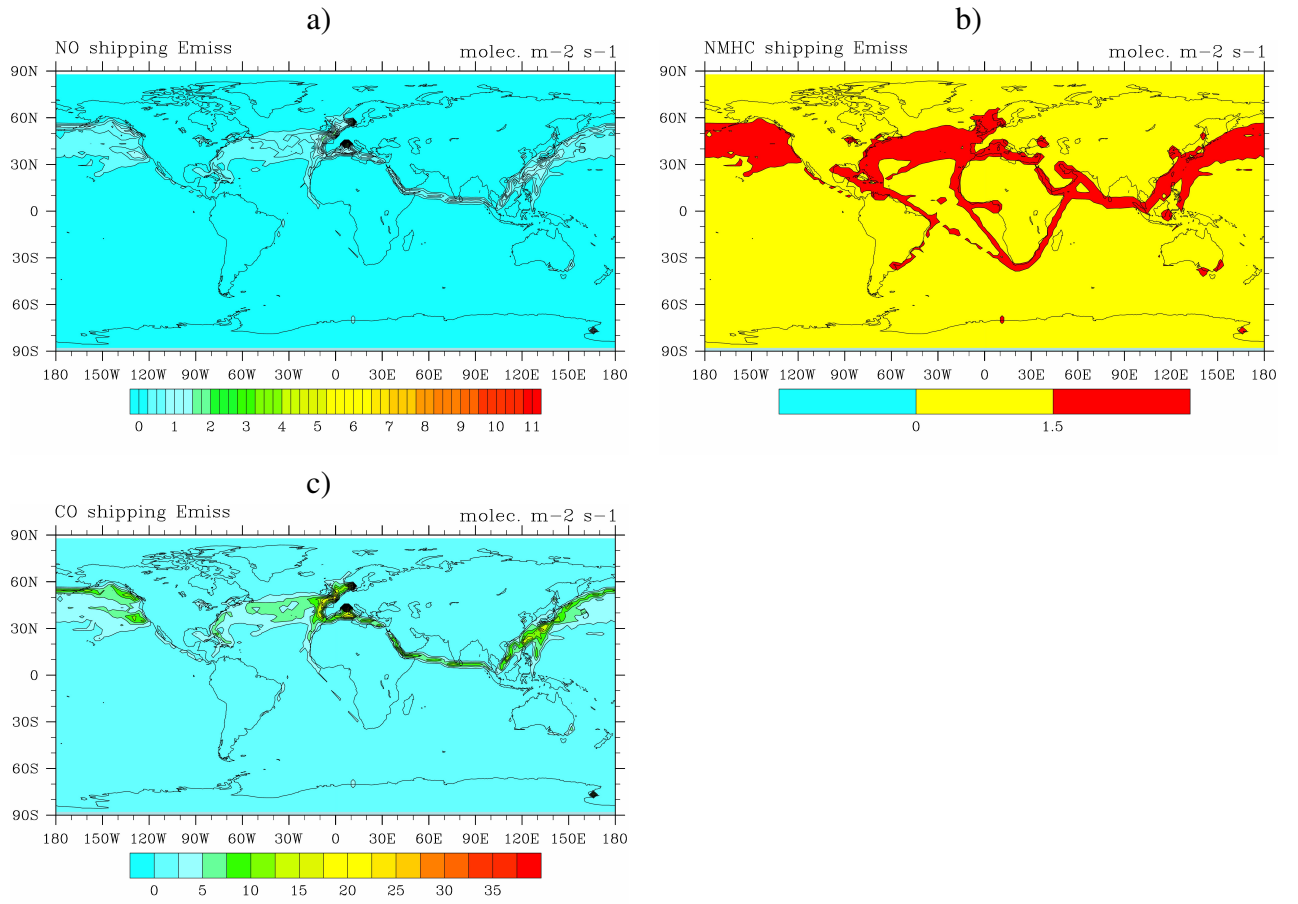 a)
NO shipping Emiss molec. m−2 s−1
90N
60N
30N
0
30S
60S
90S
.5
180 150W 120W 90W 60W 30W 0 30E 60E 90E 120E 150E 180
0 1 2 3 4 5 6 7 8 9 10 11
b)
NMHC shipping Emiss molec. m−2 s−1
90N
60N
30N
0
30S
60S
90S
180 150W 120W 90W 60W 30W 0 30E 60E 90E 120E 150E 180
0 1.5
c)
CO shipping Emiss molec. m−2 s−1
90N
60N
30N
0
30S
60S
90S
180 150W 120W 90W 60W 30W 0 30E 60E 90E 120E 150E 180
0 5 10 15 20 25 30 35